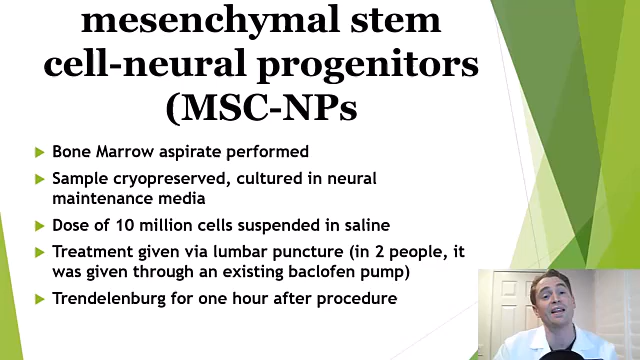 mesenchymal stem
cell-neural progenitors
(MSC-NPs
Bone Marrow aspirate performed
Sample cryopreserved, cultured in neural
maintenance media
Dose of 10 million cells suspended in saline
Treatment given via lumbar puncture (in 2 people, it
was given through an existing baclofen pump)
Trendelenburg for one hour after procedure